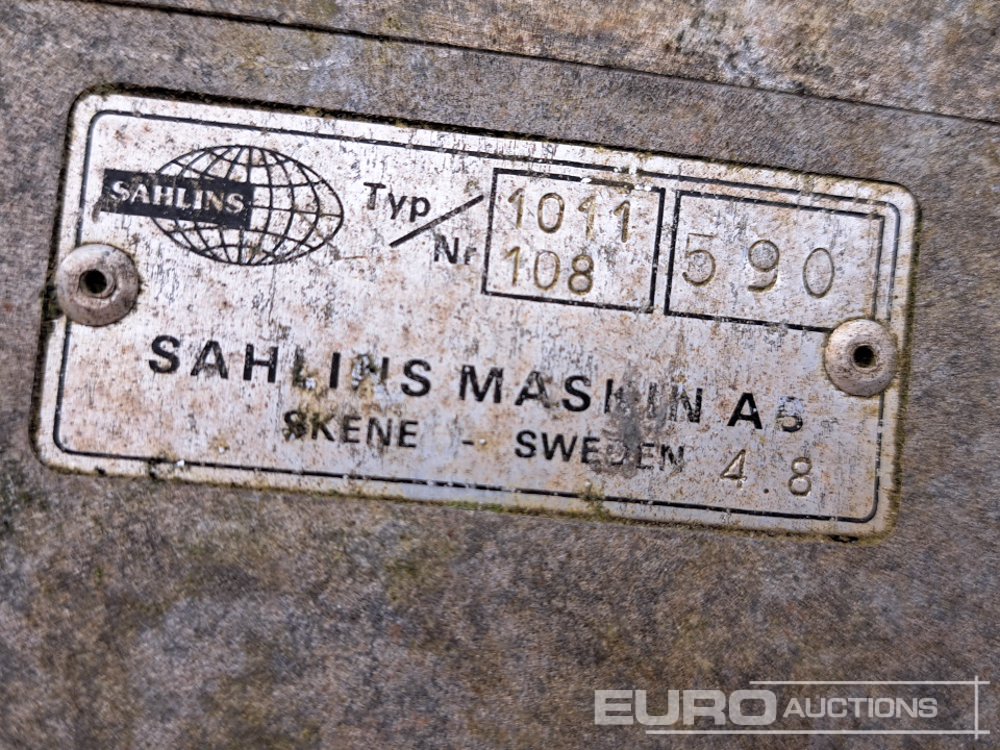 SAHLINS
Typ/Nr 1011 590
108
SAHLINS MASKIN AB
SKENE - SWEDEN 4.8
EURO AUCTIONS